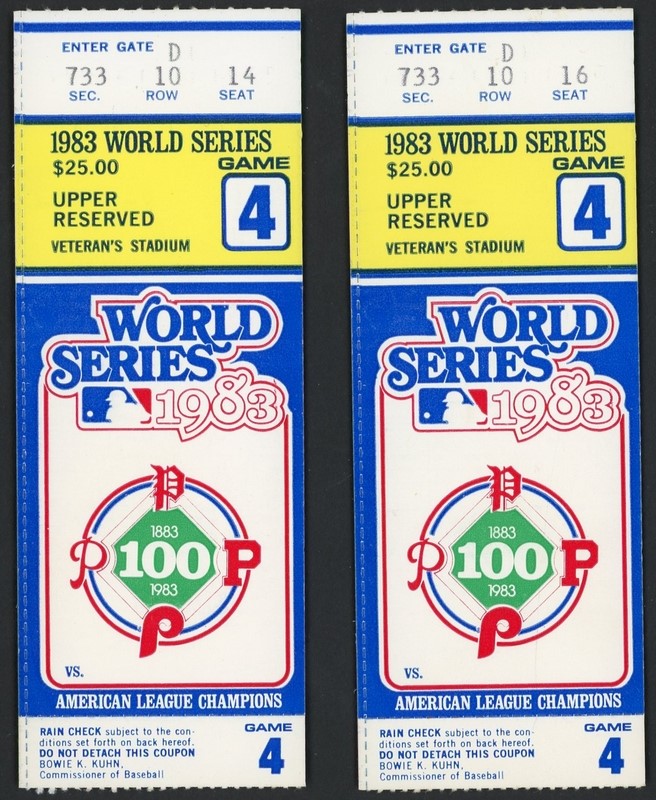 ENTER GATE D
733 10 14
SEC. ROW SEAT
1983 WORLD SERIES
$25.00 GAME
UPPER
RESERVED
4
VETERAN'S STADIUM
WORLD
SERIES
1983
P
1883
P 100 P
1983
P
VS.
AMERICAN LEAGUE CHAMPIONS
RAIN CHECK subject to the con-
ditions set forth on back hereof.
DO NOT DETACH THIS COUPON
BOWIE K. KUHN,
Commissioner of Baseball
GAME
4
ENTER GATE D
733 10 16
SEC. ROW SEAT
1983 WORLD SERIES
$25.00 GAME
UPPER
RESERVED
4
VETERAN'S STADIUM
WORLD
SERIES
1983
P
1883
P 100 P
1983
P
VS.
AMERICAN LEAGUE CHAMPIONS
RAIN CHECK subject to the con-
ditions set forth on back hereof.
DO NOT DETACH THIS COUPON
BOWIE K. KUHN,
Commissioner of Baseball
GAME
4